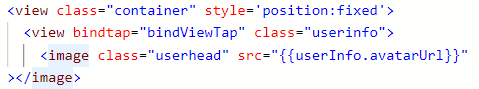 <view class="container" style='position:fixed'>
<view bindtap="bindViewTap" class="userinfo">
<image class="userhead" src="{{userInfo.avatarUrl}}"
></image>